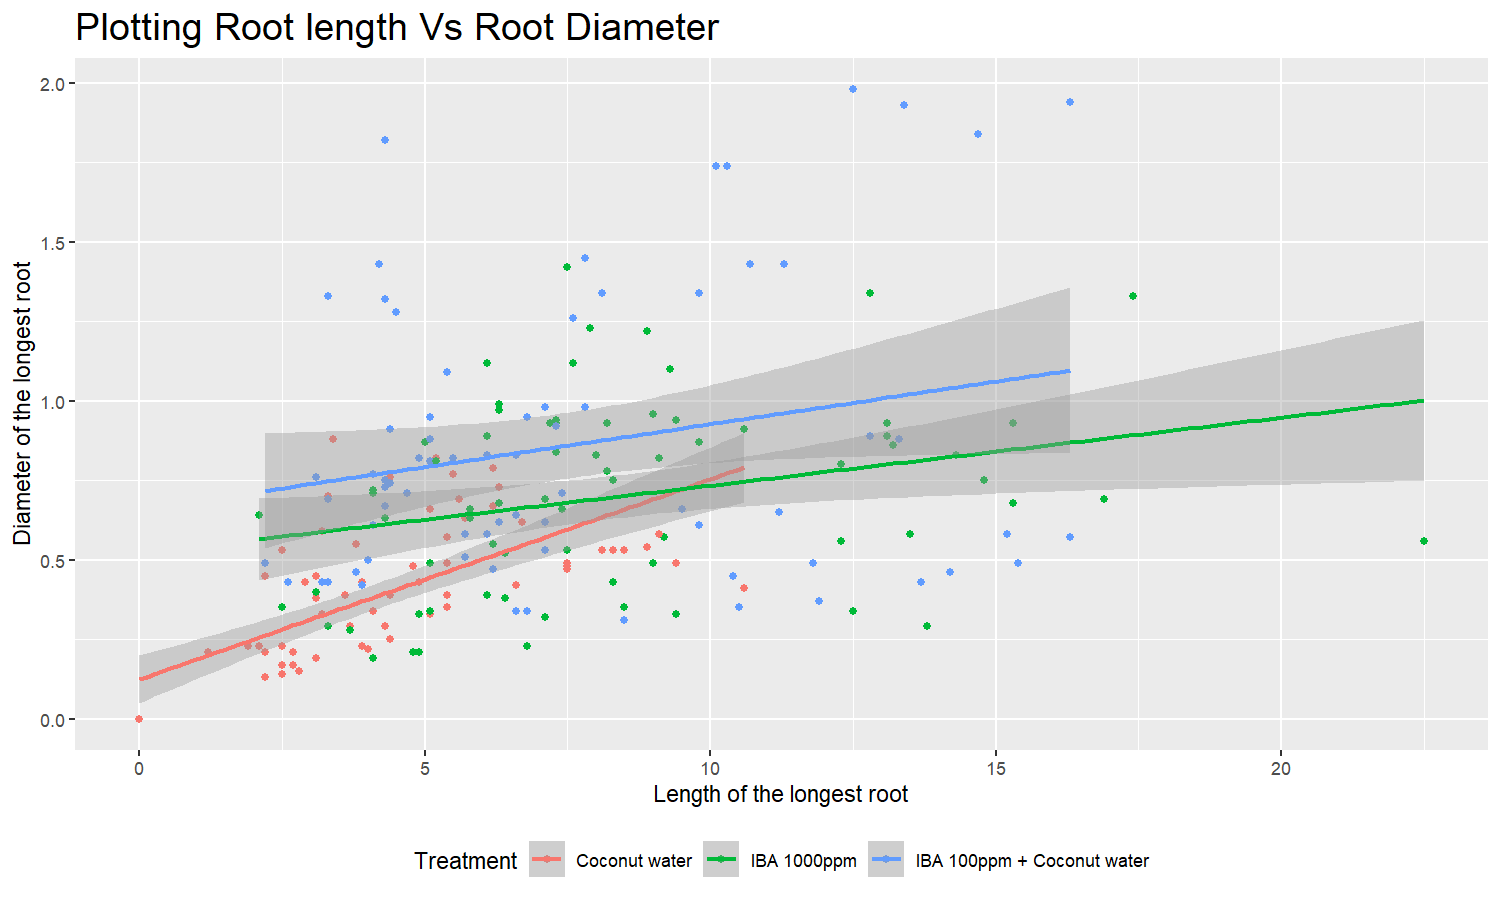 Plotting Root length Vs Root Diameter
Diameter of the longest root
2.0
1.5
1.0
0.5
0.0
0 5 10 15 20
Length of the longest root
Treatment Coconut water IBA 1000ppm IBA 100ppm + Coconut water